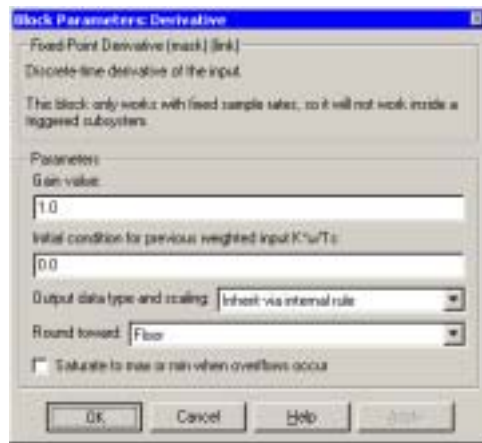 Block Parameters: Derivative
Fixed-Point Derivative (mask) (link)
Discrete-time derivative of the input.
This block only works with fixed sample rates, so it will not work inside a
triggered subsystem.
Parameters
Gain value:
1.0
Initial condition for previous weighted input K*u/Ts:
0.0
Output data type and scaling: Inherit via internal rule
Round toward: Floor
Saturate to max or min when overflows occur
OK Cancel Help Apply